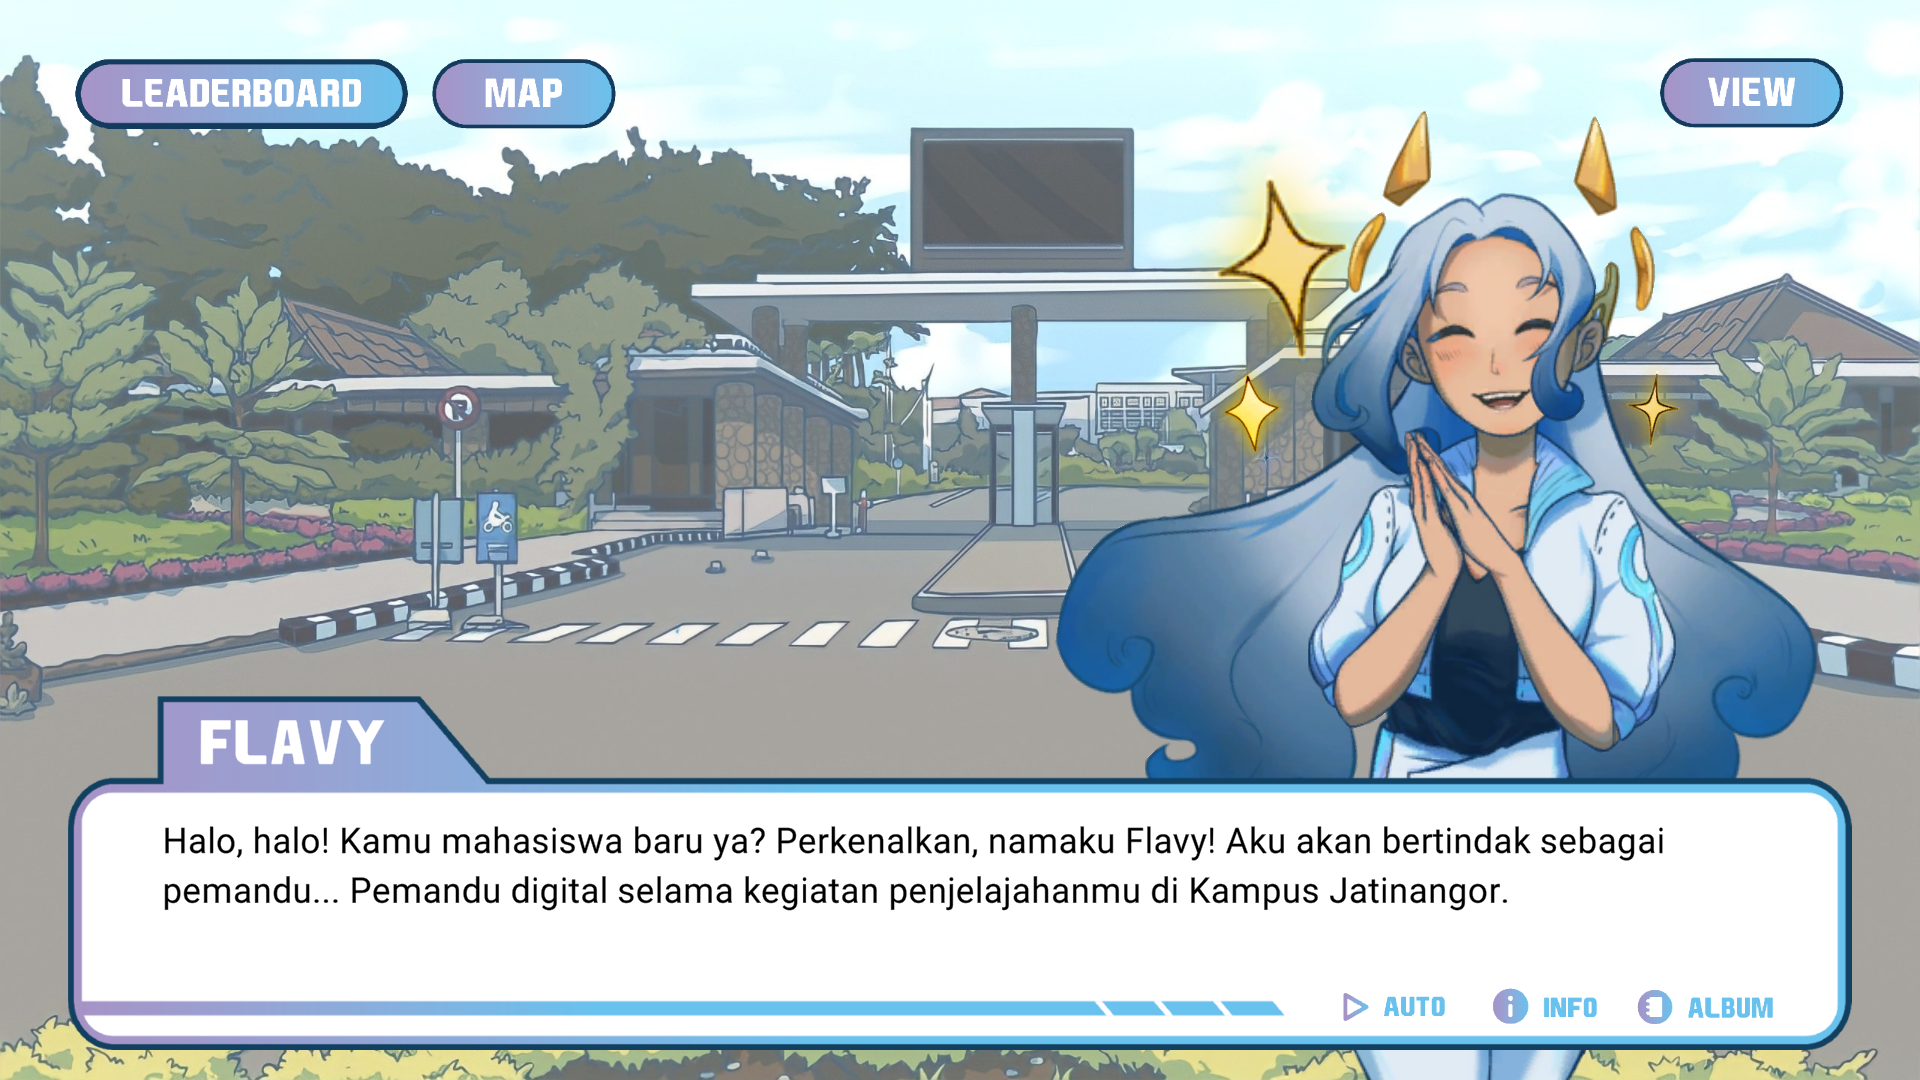 LEADERBOARD
MAP
VIEW
FLAVY
Halo, halo! Kamu mahasiswa baru ya? Perkenalkan, namaku Flavy! Aku akan bertindak sebagai
pemandu... Pemandu digital selama kegiatan penjelajahanmu di Kampus Jatinangor.
AUTO
INFO
ALBUM